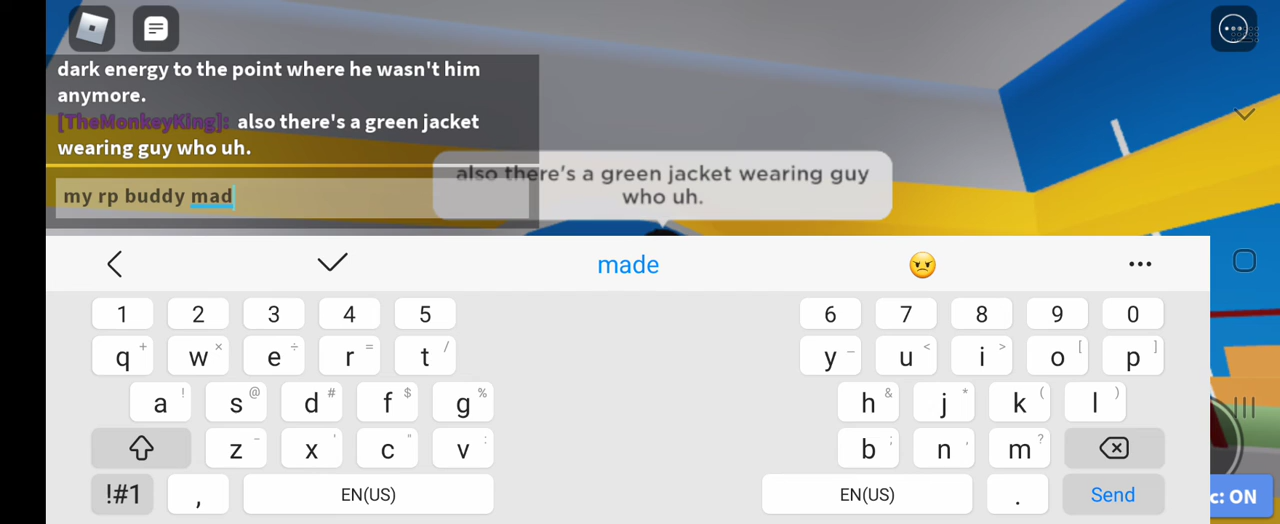 dark energy to the point where he wasn't him
anymore.
[TheMonkeyKing]: also there's a green jacket
wearing guy who uh.
also there's a green jacket wearing guy
who uh.
my rp buddy mad
made
1 2 3 4 5 6 7 8 9 0
q + w × e ÷ r = t / y _ u < i > o [ p ]
a ! s @ d # f $ g % h & j * k ( l )
z - x ' c " v : b ; n , m ?
!#1 , EN(US) EN(US) . Send
c: ON